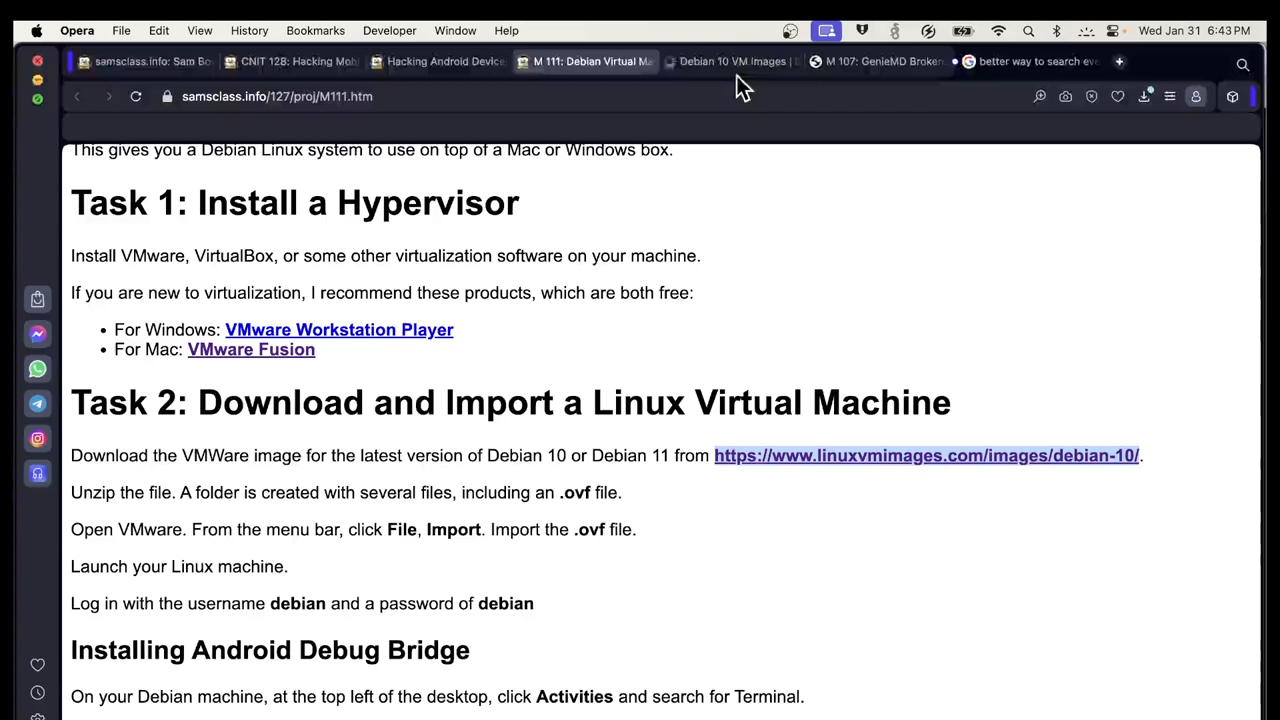 Opera File Edit View History Bookmarks Developer Window Help Wed Jan 31 6:43 PM
samsclass.info: Sam Bo CNIT 128: Hacking Mob Hacking Android Device M 111: Debian Virtual Ma Debian 10 VM Images | D M 107: GenieMD Broken better way to search eve
samsclass.info/127/proj/M111.htm
This gives you a Debian Linux system to use on top of a Mac or Windows box.
Task 1: Install a Hypervisor
Install VMware, VirtualBox, or some other virtualization software on your machine.
If you are new to virtualization, I recommend these products, which are both free:
• For Windows: VMware Workstation Player
• For Mac: VMware Fusion
Task 2: Download and Import a Linux Virtual Machine
Download the VMWare image for the latest version of Debian 10 or Debian 11 from https://www.linuxvmimages.com/images/debian-10/.
Unzip the file. A folder is created with several files, including an .ovf file.
Open VMware. From the menu bar, click File, Import. Import the .ovf file.
Launch your Linux machine.
Log in with the username debian and a password of debian
Installing Android Debug Bridge
On your Debian machine, at the top left of the desktop, click Activities and search for Terminal.